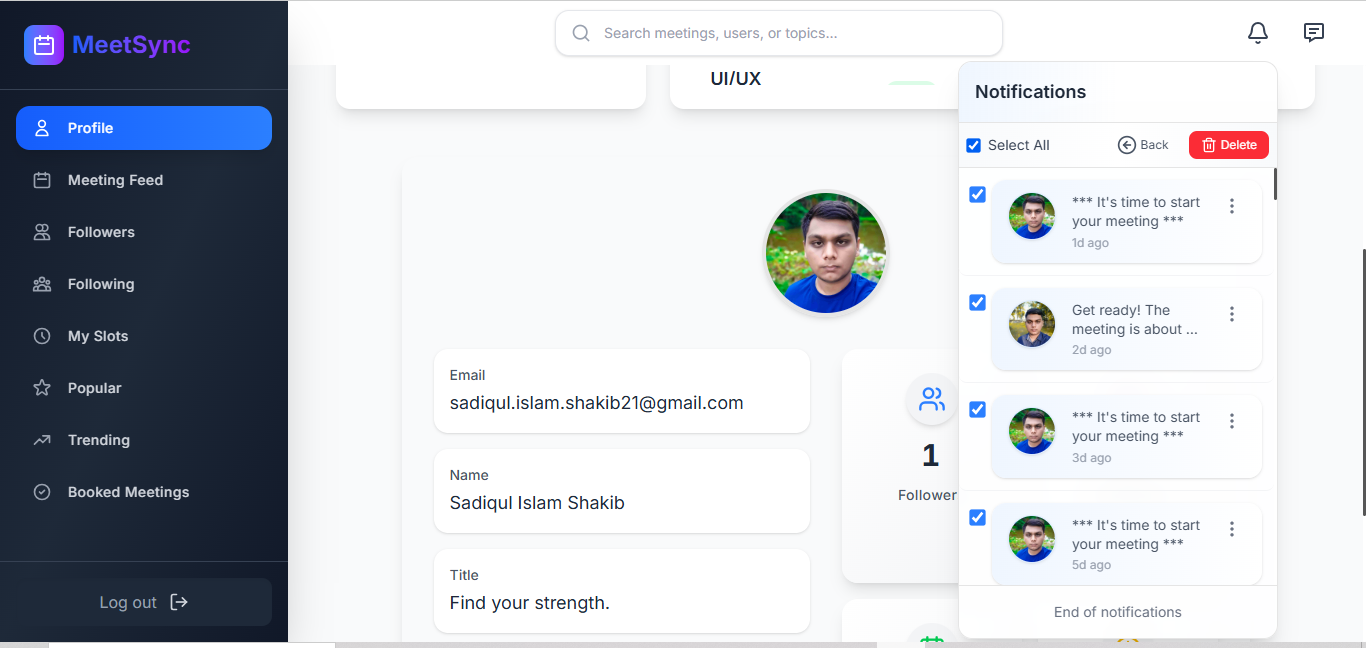 MeetSync
Profile
Meeting Feed
Followers
Following
My Slots
Popular
Trending
Booked Meetings
Log out
Search meetings, users, or topics...
UI/UX
Email
sadiqul.islam.shakib21@gmail.com
Name
Sadiqul Islam Shakib
Title
Find your strength.
1
Follower
Notifications
Select All
Back
Delete
*** It's time to start
your meeting ***
1d ago
Get ready! The
meeting is about ...
2d ago
*** It's time to start
your meeting ***
3d ago
*** It's time to start
your meeting ***
5d ago
End of notifications